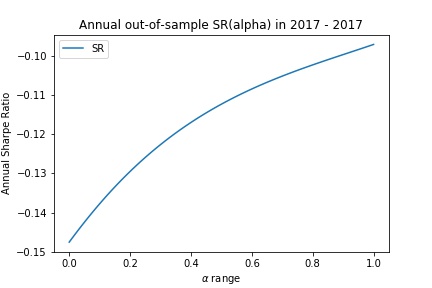 Annual out-of-sample SR(alpha) in 2017 - 2017
SR
Annual Sharpe Ratio
−0.10
−0.11
−0.12
−0.13
−0.14
−0.15
0.0 0.2 0.4 0.6 0.8 1.0
α range